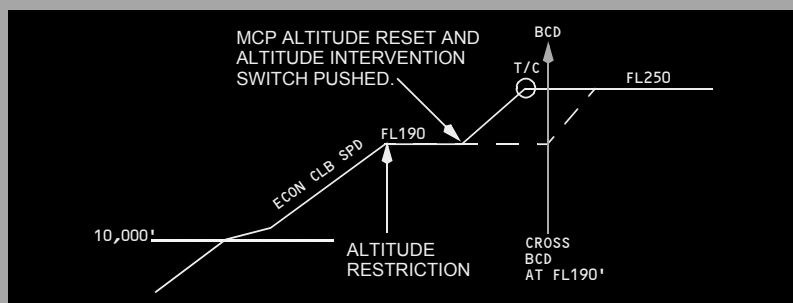 MCP ALTITUDE RESET AND
ALTITUDE INTERVENTION
SWITCH PUSHED.
BCD
T/C
FL250
FL190
ECON CLB SPD
10,000'
ALTITUDE
RESTRICTION
CROSS
BCD
AT FL190'